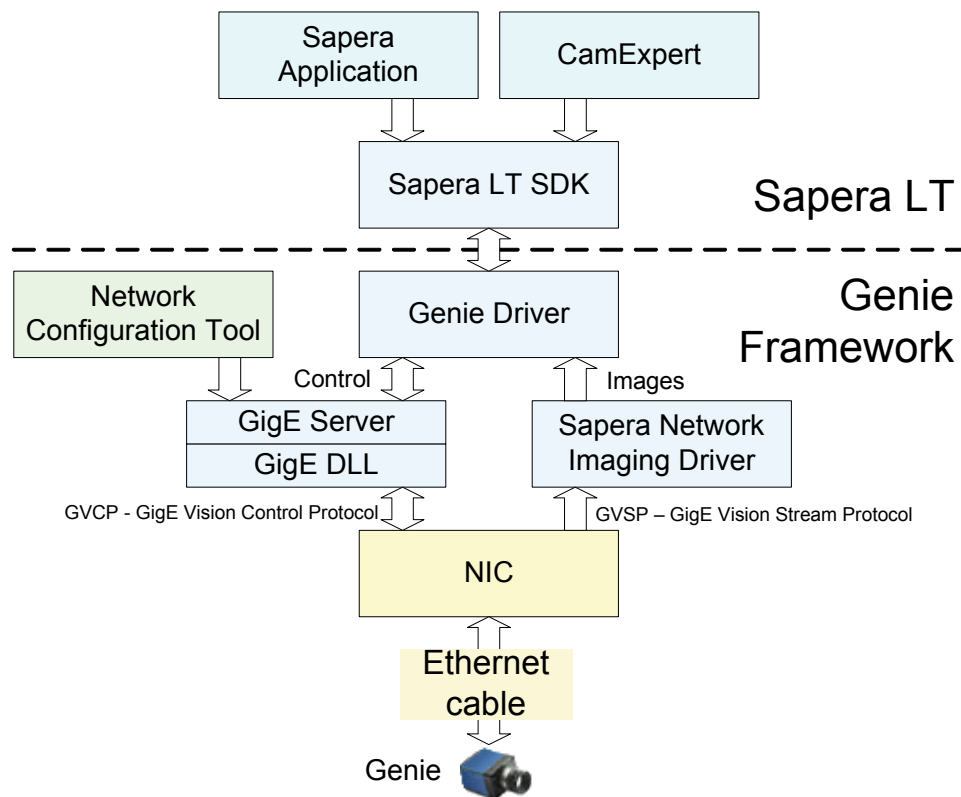 Sapera
Application
CamExpert
Sapera LT SDK
Sapera LT
Network
Configuration Tool
Genie Driver
Genie
Framework
Control
Images
GigE Server
GigE DLL
Sapera Network
Imaging Driver
GVCP - GigE Vision Control Protocol
GVSP – GigE Vision Stream Protocol
NIC
Ethernet
cable
Genie